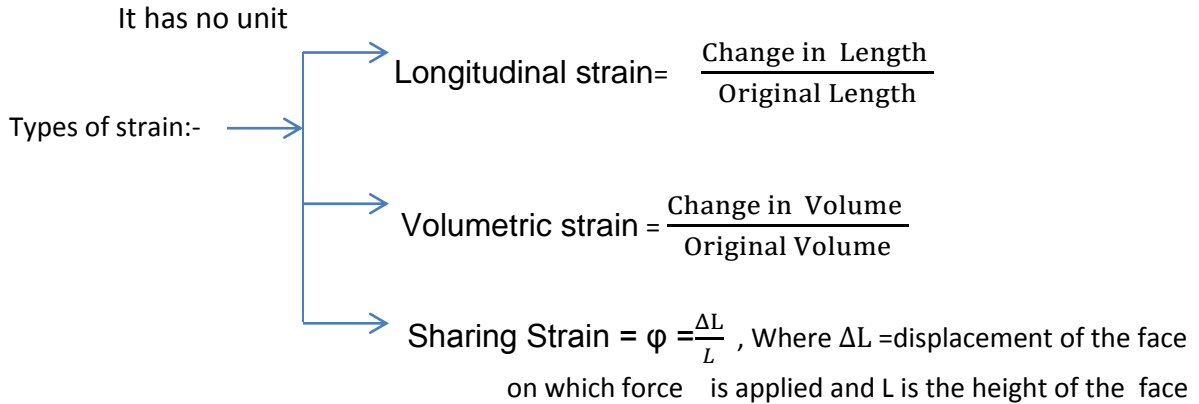 It has no unit
Longitudinal strain= Change in Length / Original Length
Types of strain:-
Volumetric strain = Change in Volume / Original Volume
Sharing Strain = φ = ΔL / L , Where ΔL =displacement of the face
on which force is applied and L is the height of the face